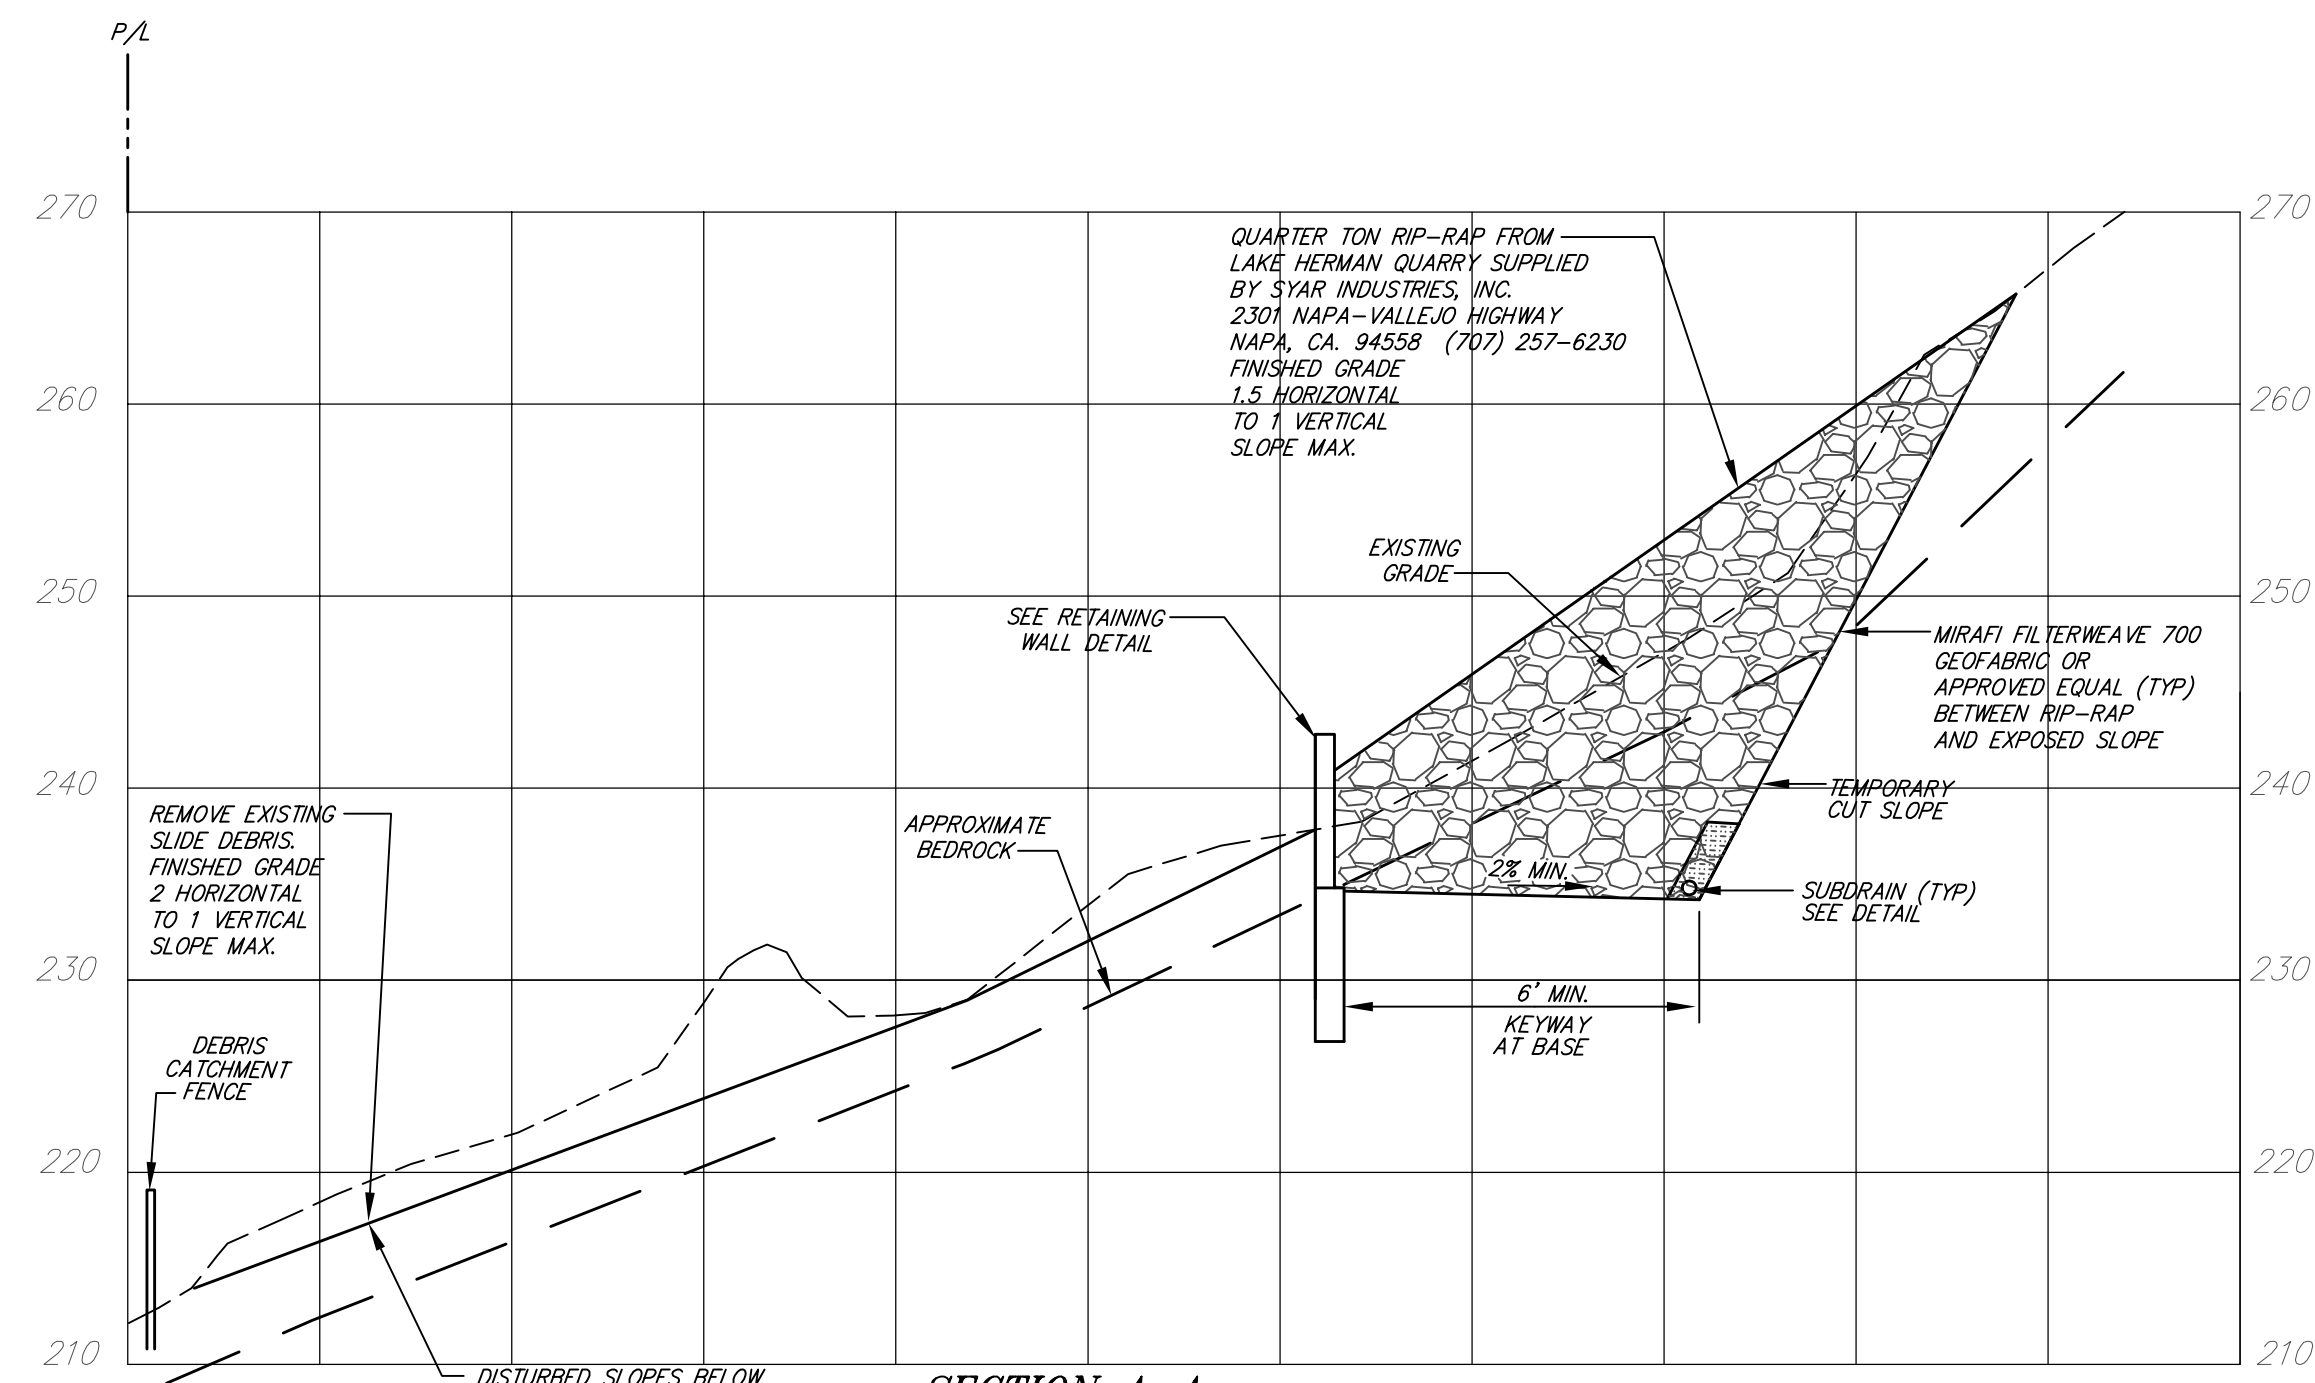 P/L
270
270
QUARTER TON RIP-RAP FROM
LAKE HERMAN QUARRY SUPPLIED
BY SYAR INDUSTRIES, INC.
2301 NAPA-VALLEJO HIGHWAY
NAPA, CA. 94558 (707) 257-6230
FINISHED GRADE
1.5 HORIZONTAL
TO 1 VERTICAL
SLOPE MAX.
260
260
EXISTING
GRADE
250
250
SEE RETAINING
WALL DETAIL
MIRAFI FILTERWEAVE 700
GEOFABRIC OR
APPROVED EQUAL (TYP)
BETWEEN RIP-RAP
AND EXPOSED SLOPE
240
240
TEMPORARY
CUT SLOPE
REMOVE EXISTING
SLIDE DEBRIS.
FINISHED GRADE
2 HORIZONTAL
TO 1 VERTICAL
SLOPE MAX.
APPROXIMATE
BEDROCK
2% MIN.
SUBDRAIN (TYP)
SEE DETAIL
230
230
6' MIN.
KEYWAY
AT BASE
DEBRIS
CATCHMENT
FENCE
220
220
210
210
DISTURBED SLOPES BELOW
SECTION A-A